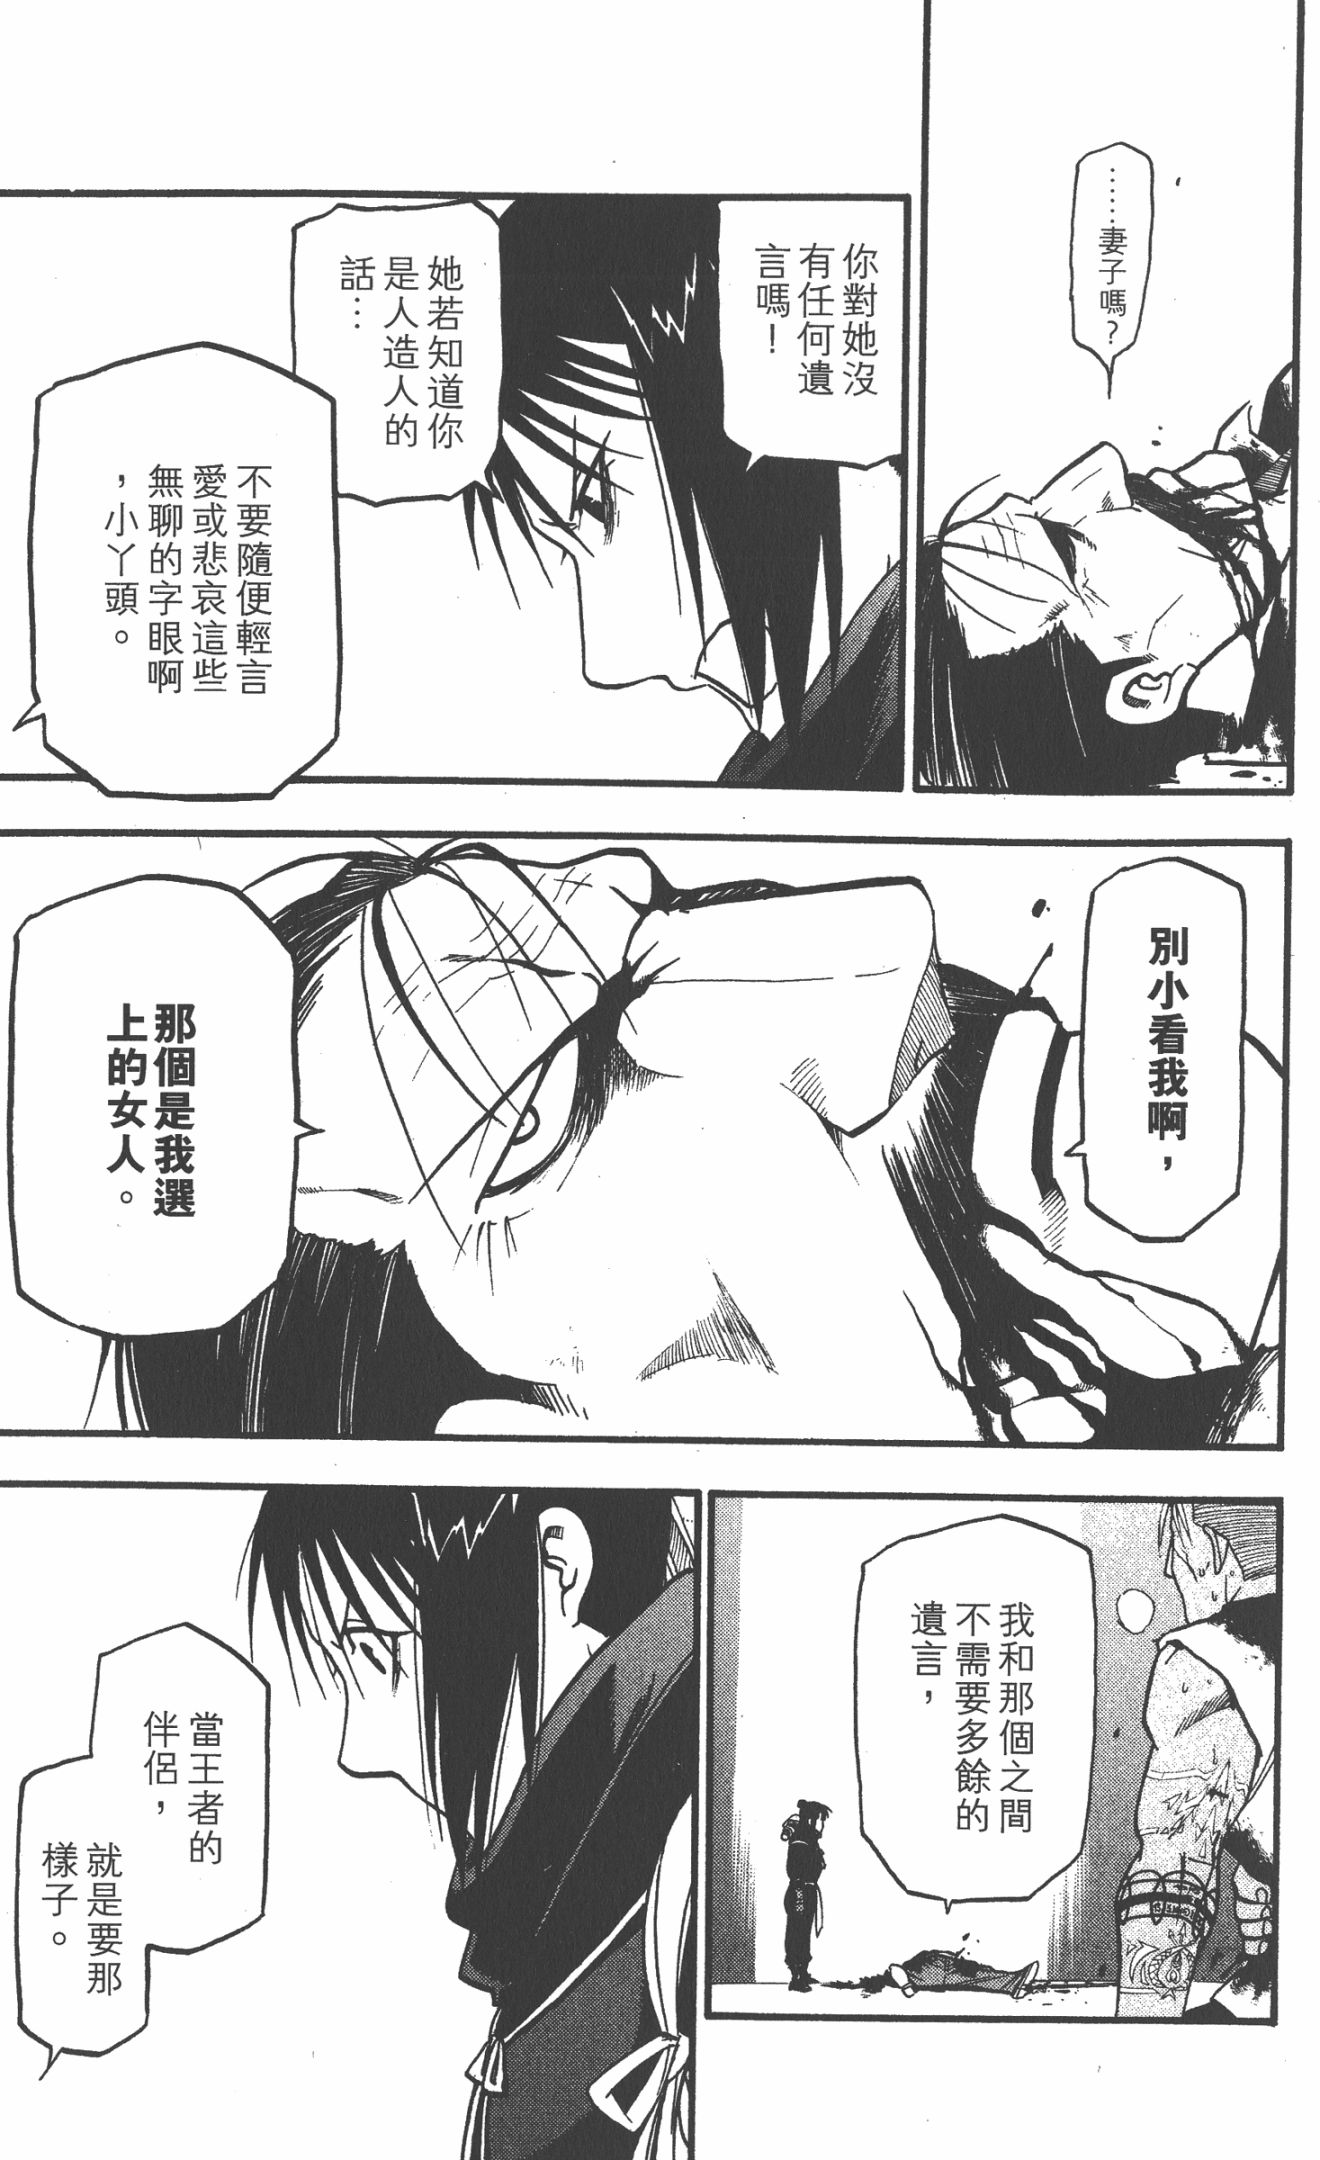 ……妻子嗎？
你對她沒
有任何遺
言嗎！
她若知道你
是人造人的
話…
不要隨便輕言
愛或悲哀這些
無聊的字眼啊
，小丫頭。
別小看我啊，
那個是我選
上的女人。
我和那個之間
不需要多餘的
遺言，
當王者的
伴侶，
就是要那
樣子。